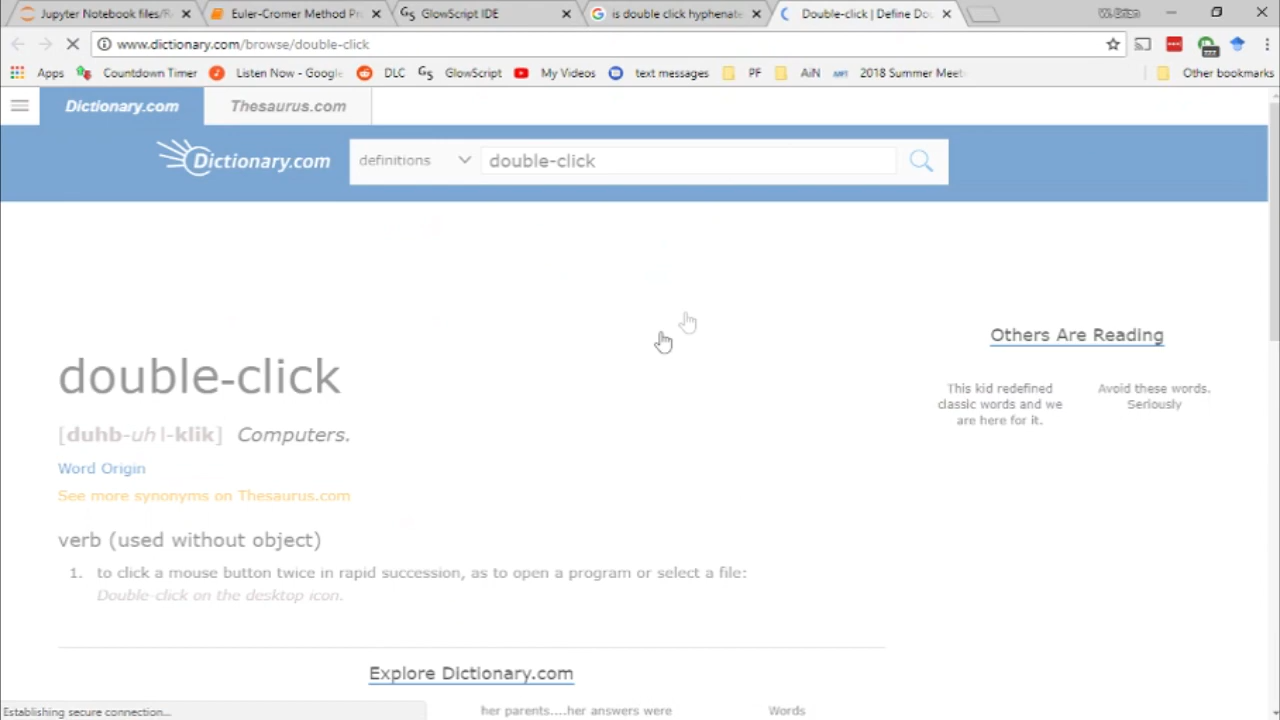 Jupyter Notebook files/R
Euler-Cromer Method Pr
GlowScript IDE
is double click hyphenate
Double-click | Define Dou
www.dictionary.com/browse/double-click
Apps
Countdown Timer
Listen Now - Google
DLC
GlowScript
My Videos
text messages
PF
AiN
2018 Summer Meet
Other bookmarks
Dictionary.com
Thesaurus.com
Dictionary.com
definitions
double-click
Others Are Reading
This kid redefined
classic words and we
are here for it.
Avoid these words.
Seriously
double-click
[duhb-uh l-klik] Computers.
Word Origin
See more synonyms on Thesaurus.com
verb (used without object)
1. to click a mouse button twice in rapid succession, as to open a program or select a file:
Double-click on the desktop icon.
Explore Dictionary.com
her parents....her answers were
Words
Establishing secure connection...